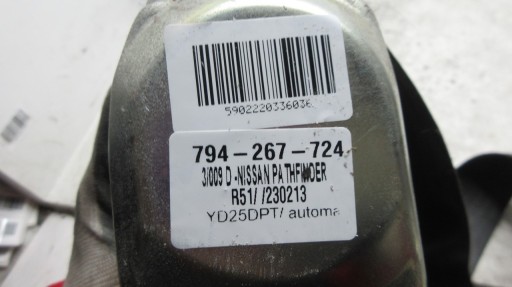 5902220336036
794-267-724
3/009 D -NISSAN PATHFINDER
R51/ /230213
YD25DPT/ automa